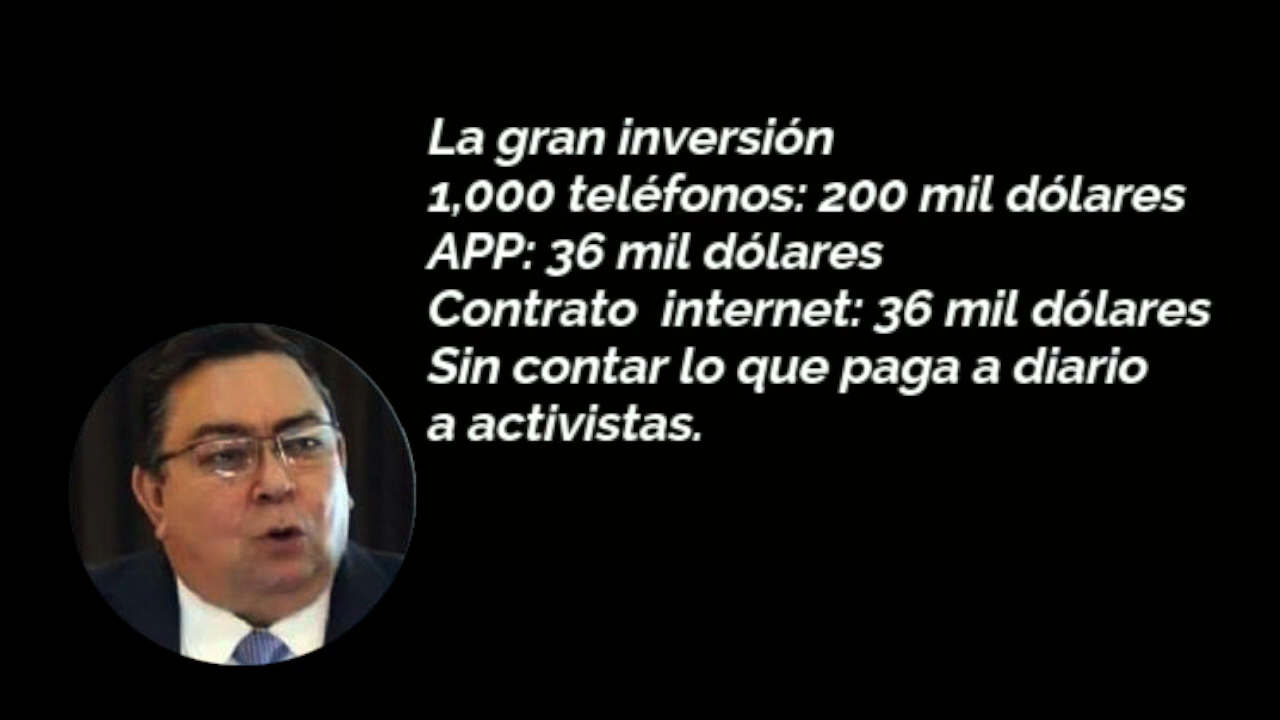 La gran inversión
1,000 teléfonos: 200 mil dólares
APP: 36 mil dólares
Contrato  internet: 36 mil dólares
Sin contar lo que paga a diario
a activistas.